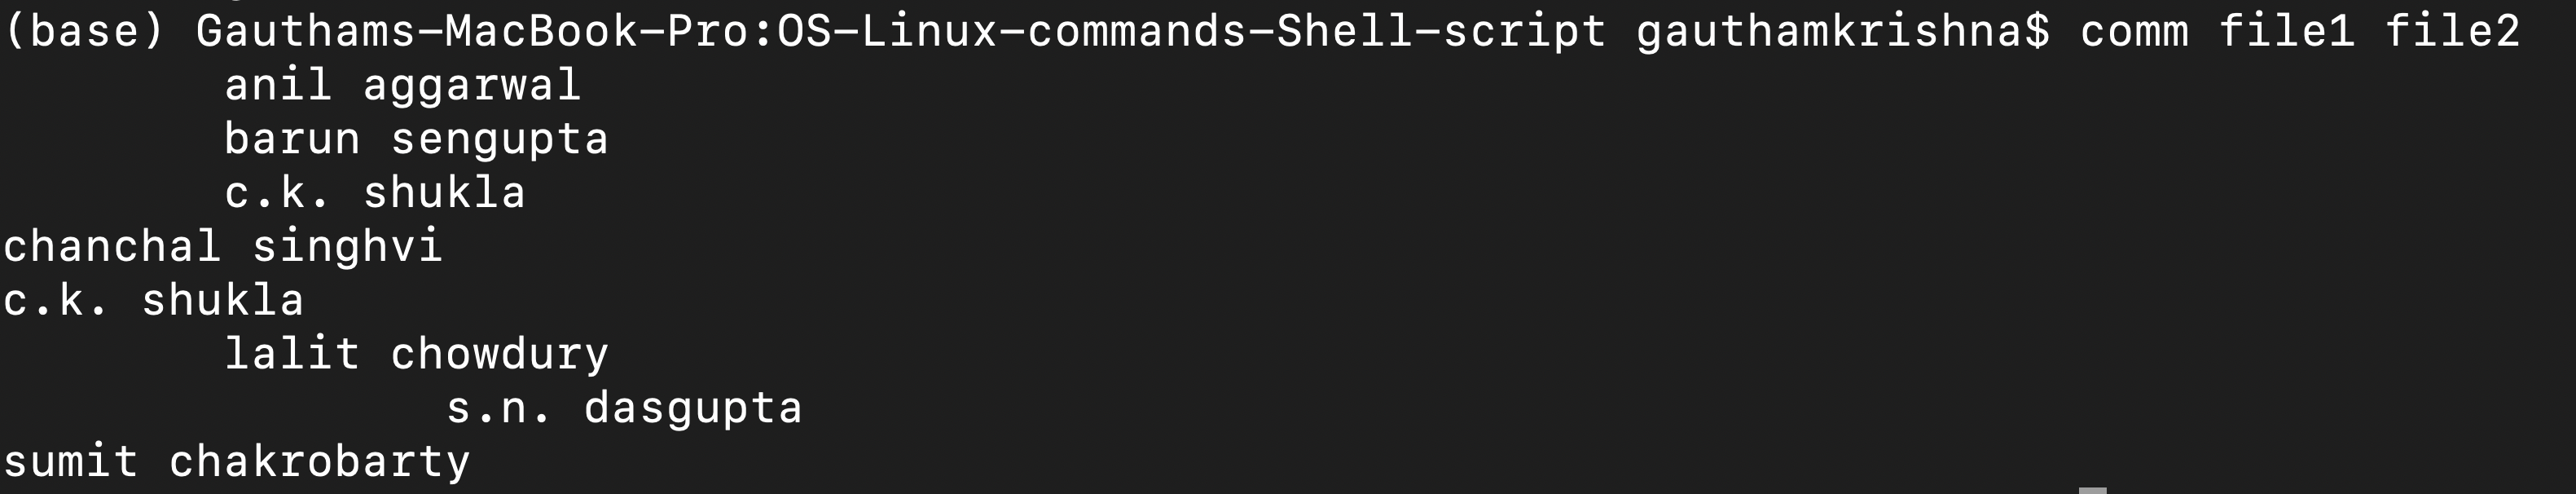 (base) Gauthams-MacBook-Pro:OS-Linux-commands-Shell-script gauthamkrishna$ comm file1 file2
        anil aggarwal
        barun sengupta
        c.k. shukla
chanchal singhvi
c.k. shukla
        lalit chowdury
                s.n. dasgupta
sumit chakrobarty